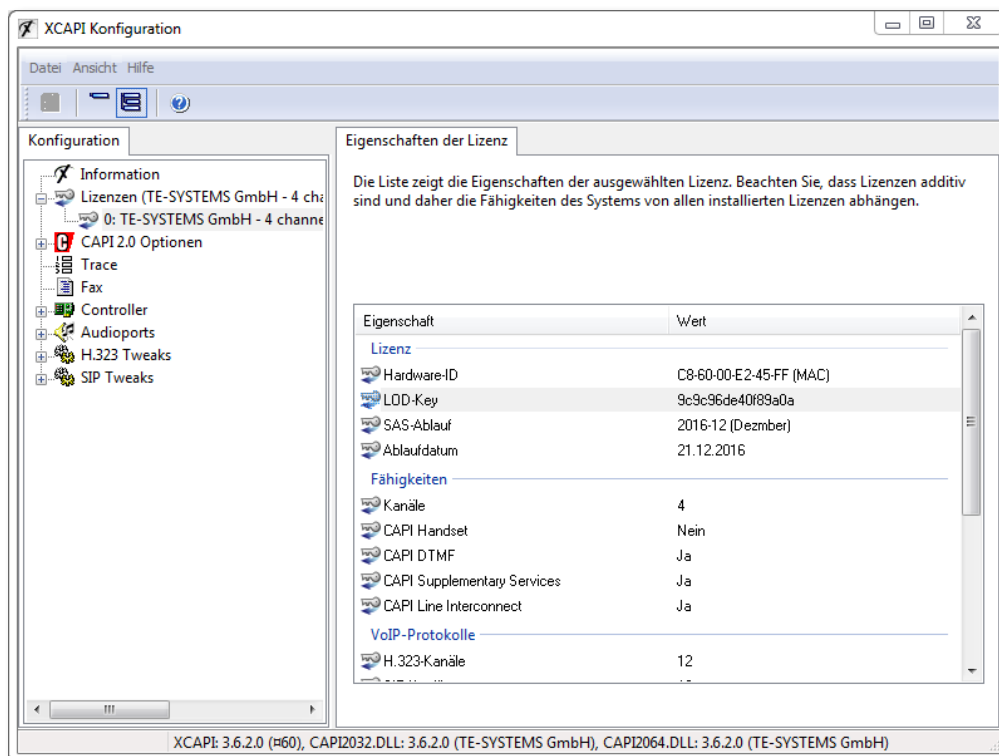 XCAPI Konfiguration
Datei Ansicht Hilfe
Konfiguration
Information
Lizenzen (TE-SYSTEMS GmbH - 4 cha
0: TE-SYSTEMS GmbH - 4 channe
CAPI 2.0 Optionen
Trace
Fax
Controller
Audioports
H.323 Tweaks
SIP Tweaks
Eigenschaften der Lizenz
Die Liste zeigt die Eigenschaften der ausgewählten Lizenz. Beachten Sie, dass Lizenzen additiv
sind und daher die Fähigkeiten des Systems von allen installierten Lizenzen abhängen.
Eigenschaft Wert
Lizenz
Hardware-ID C8-60-00-E2-45-FF (MAC)
LOD-Key 9c9c96de40f89a0a
SAS-Ablauf 2016-12 (Dezmber)
Ablaufdatum 21.12.2016
Fähigkeiten
Kanäle 4
CAPI Handset Nein
CAPI DTMF Ja
CAPI Supplementary Services Ja
CAPI Line Interconnect Ja
VoIP-Protokolle
H.323-Kanäle 12
XCAPI: 3.6.2.0 (¤60), CAPI2032.DLL: 3.6.2.0 (TE-SYSTEMS GmbH), CAPI2064.DLL: 3.6.2.0 (TE-SYSTEMS GmbH)